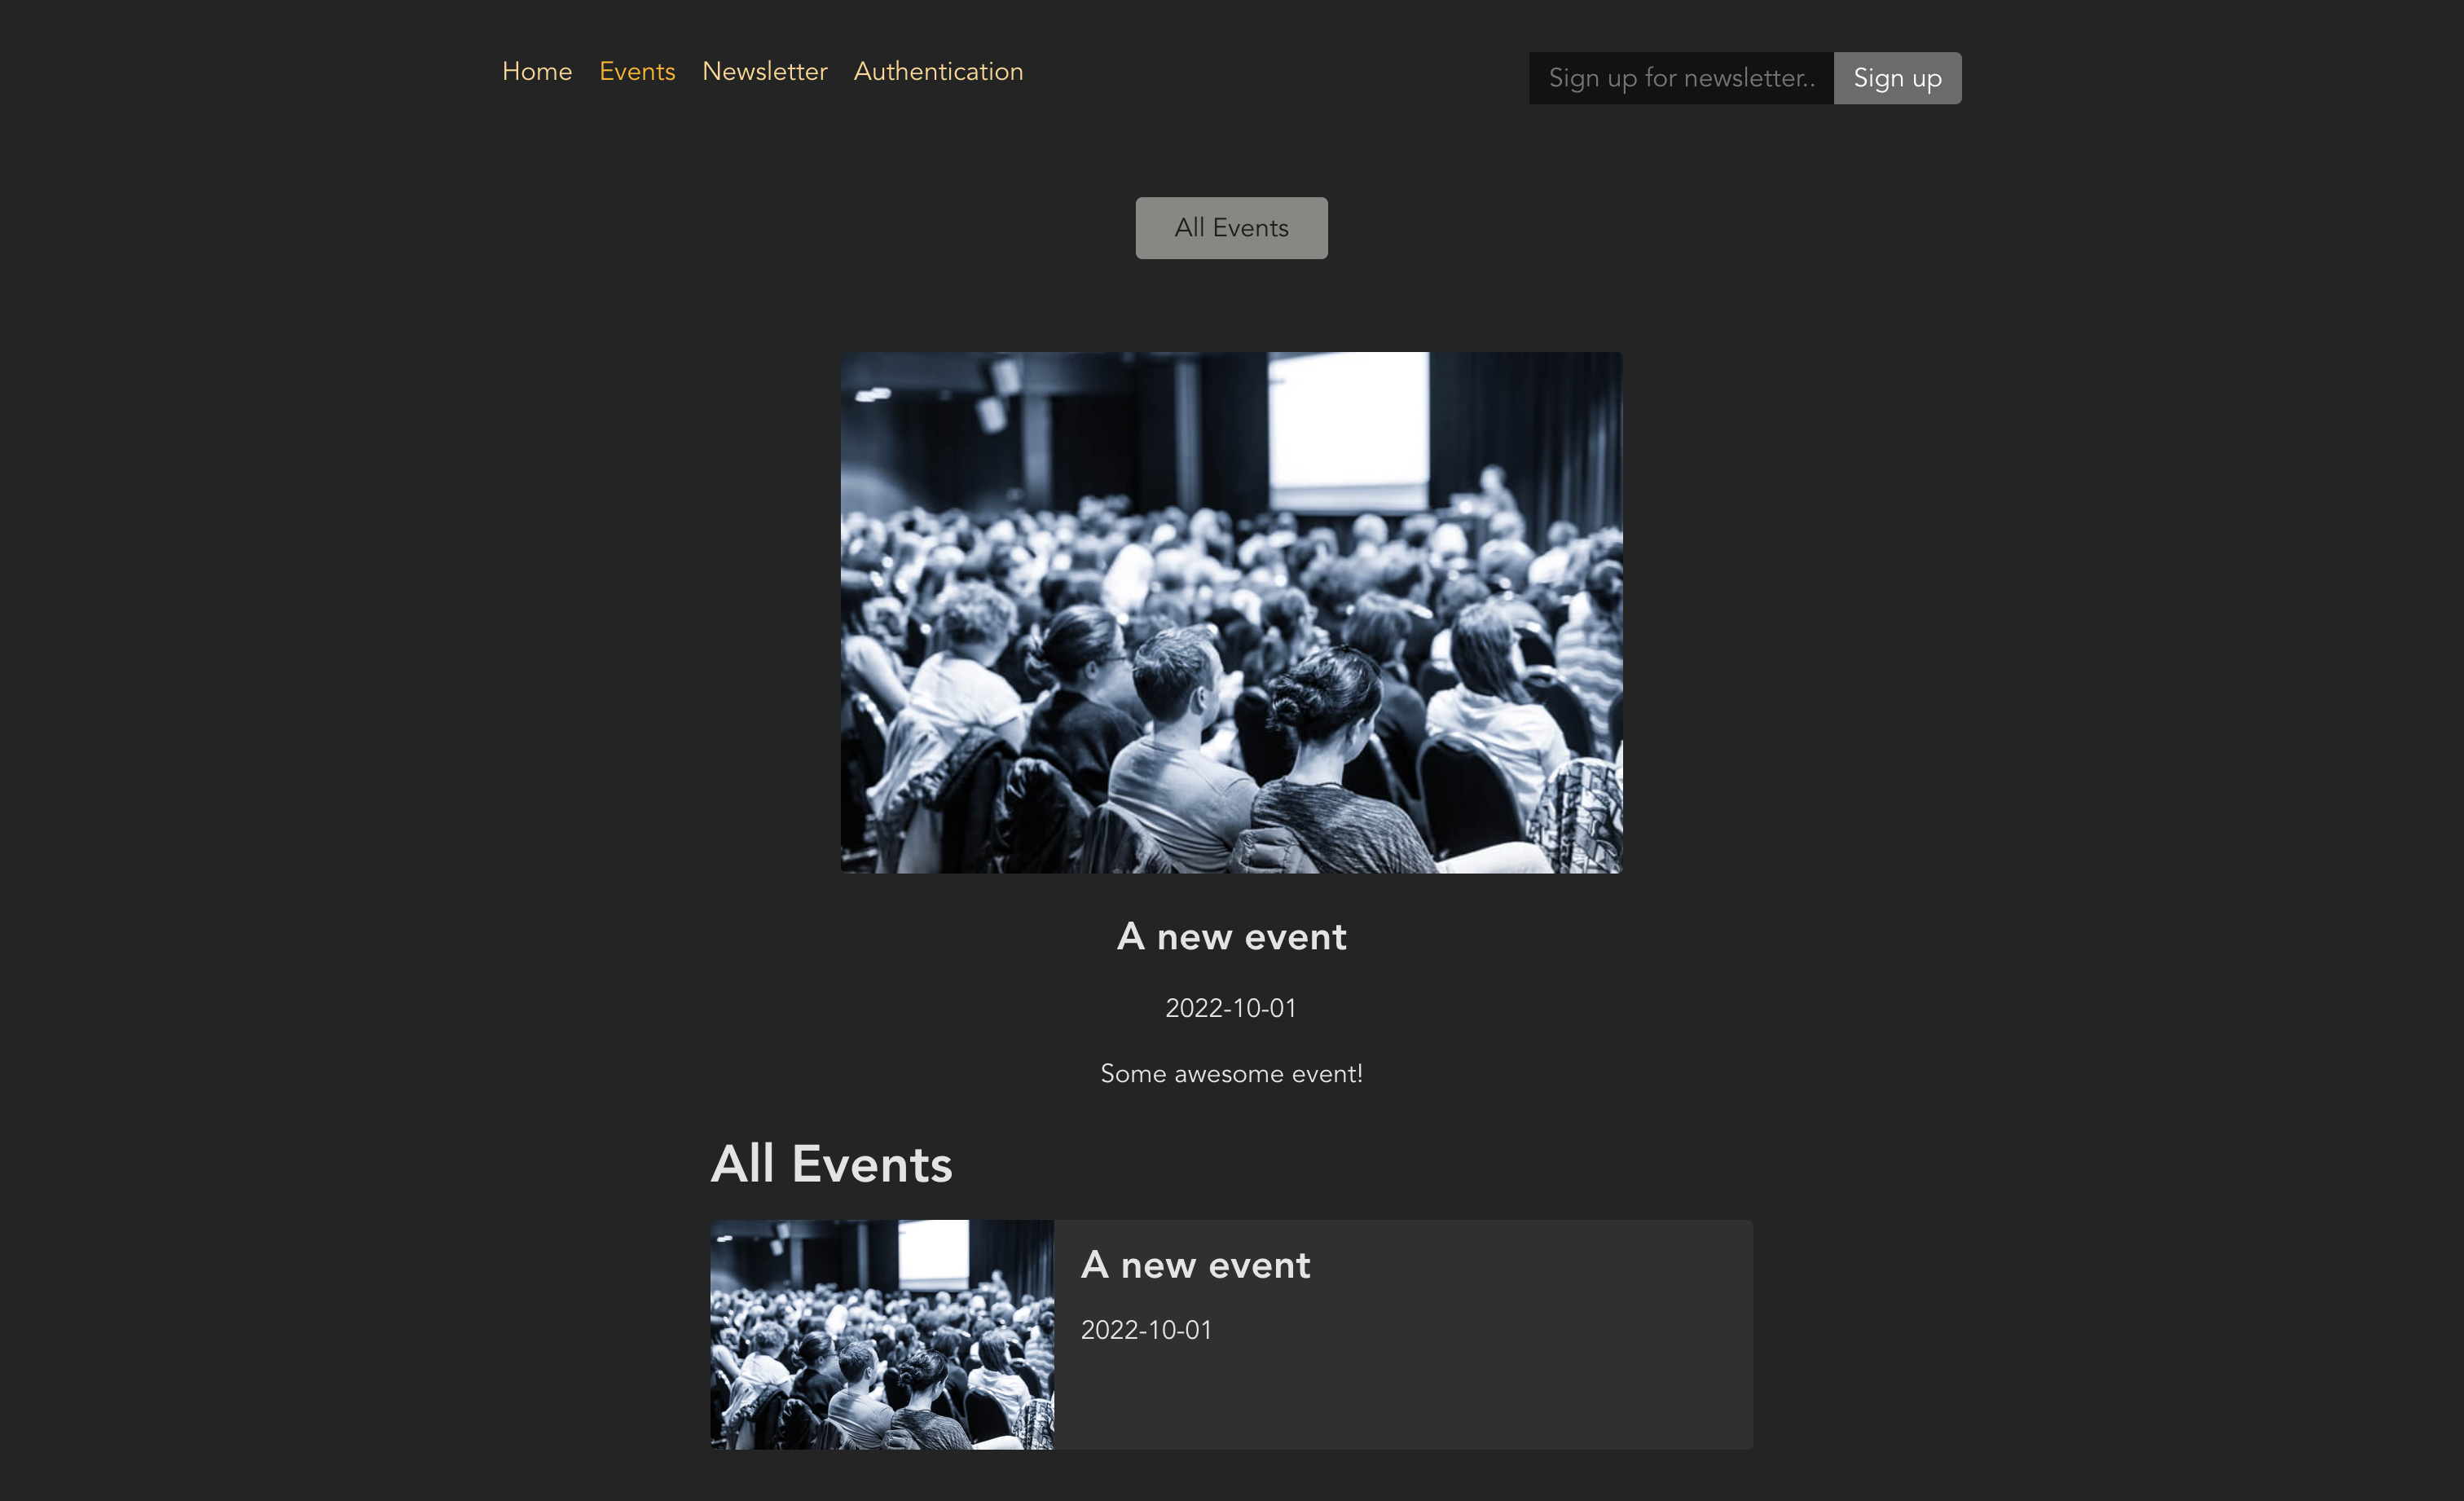 Home Events Newsletter Authentication
Sign up for newsletter.. Sign up
All Events
A new event
2022-10-01
Some awesome event!
All Events
A new event
2022-10-01